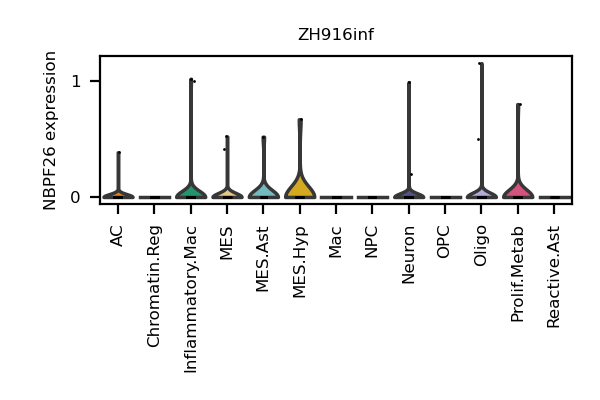 ZH916inf
NBPF26 expression
1
0
AC
Chromatin.Reg
Inflammatory.Mac
MES
MES.Ast
MES.Hyp
Mac
NPC
Neuron
OPC
Oligo
Prolif.Metab
Reactive.Ast